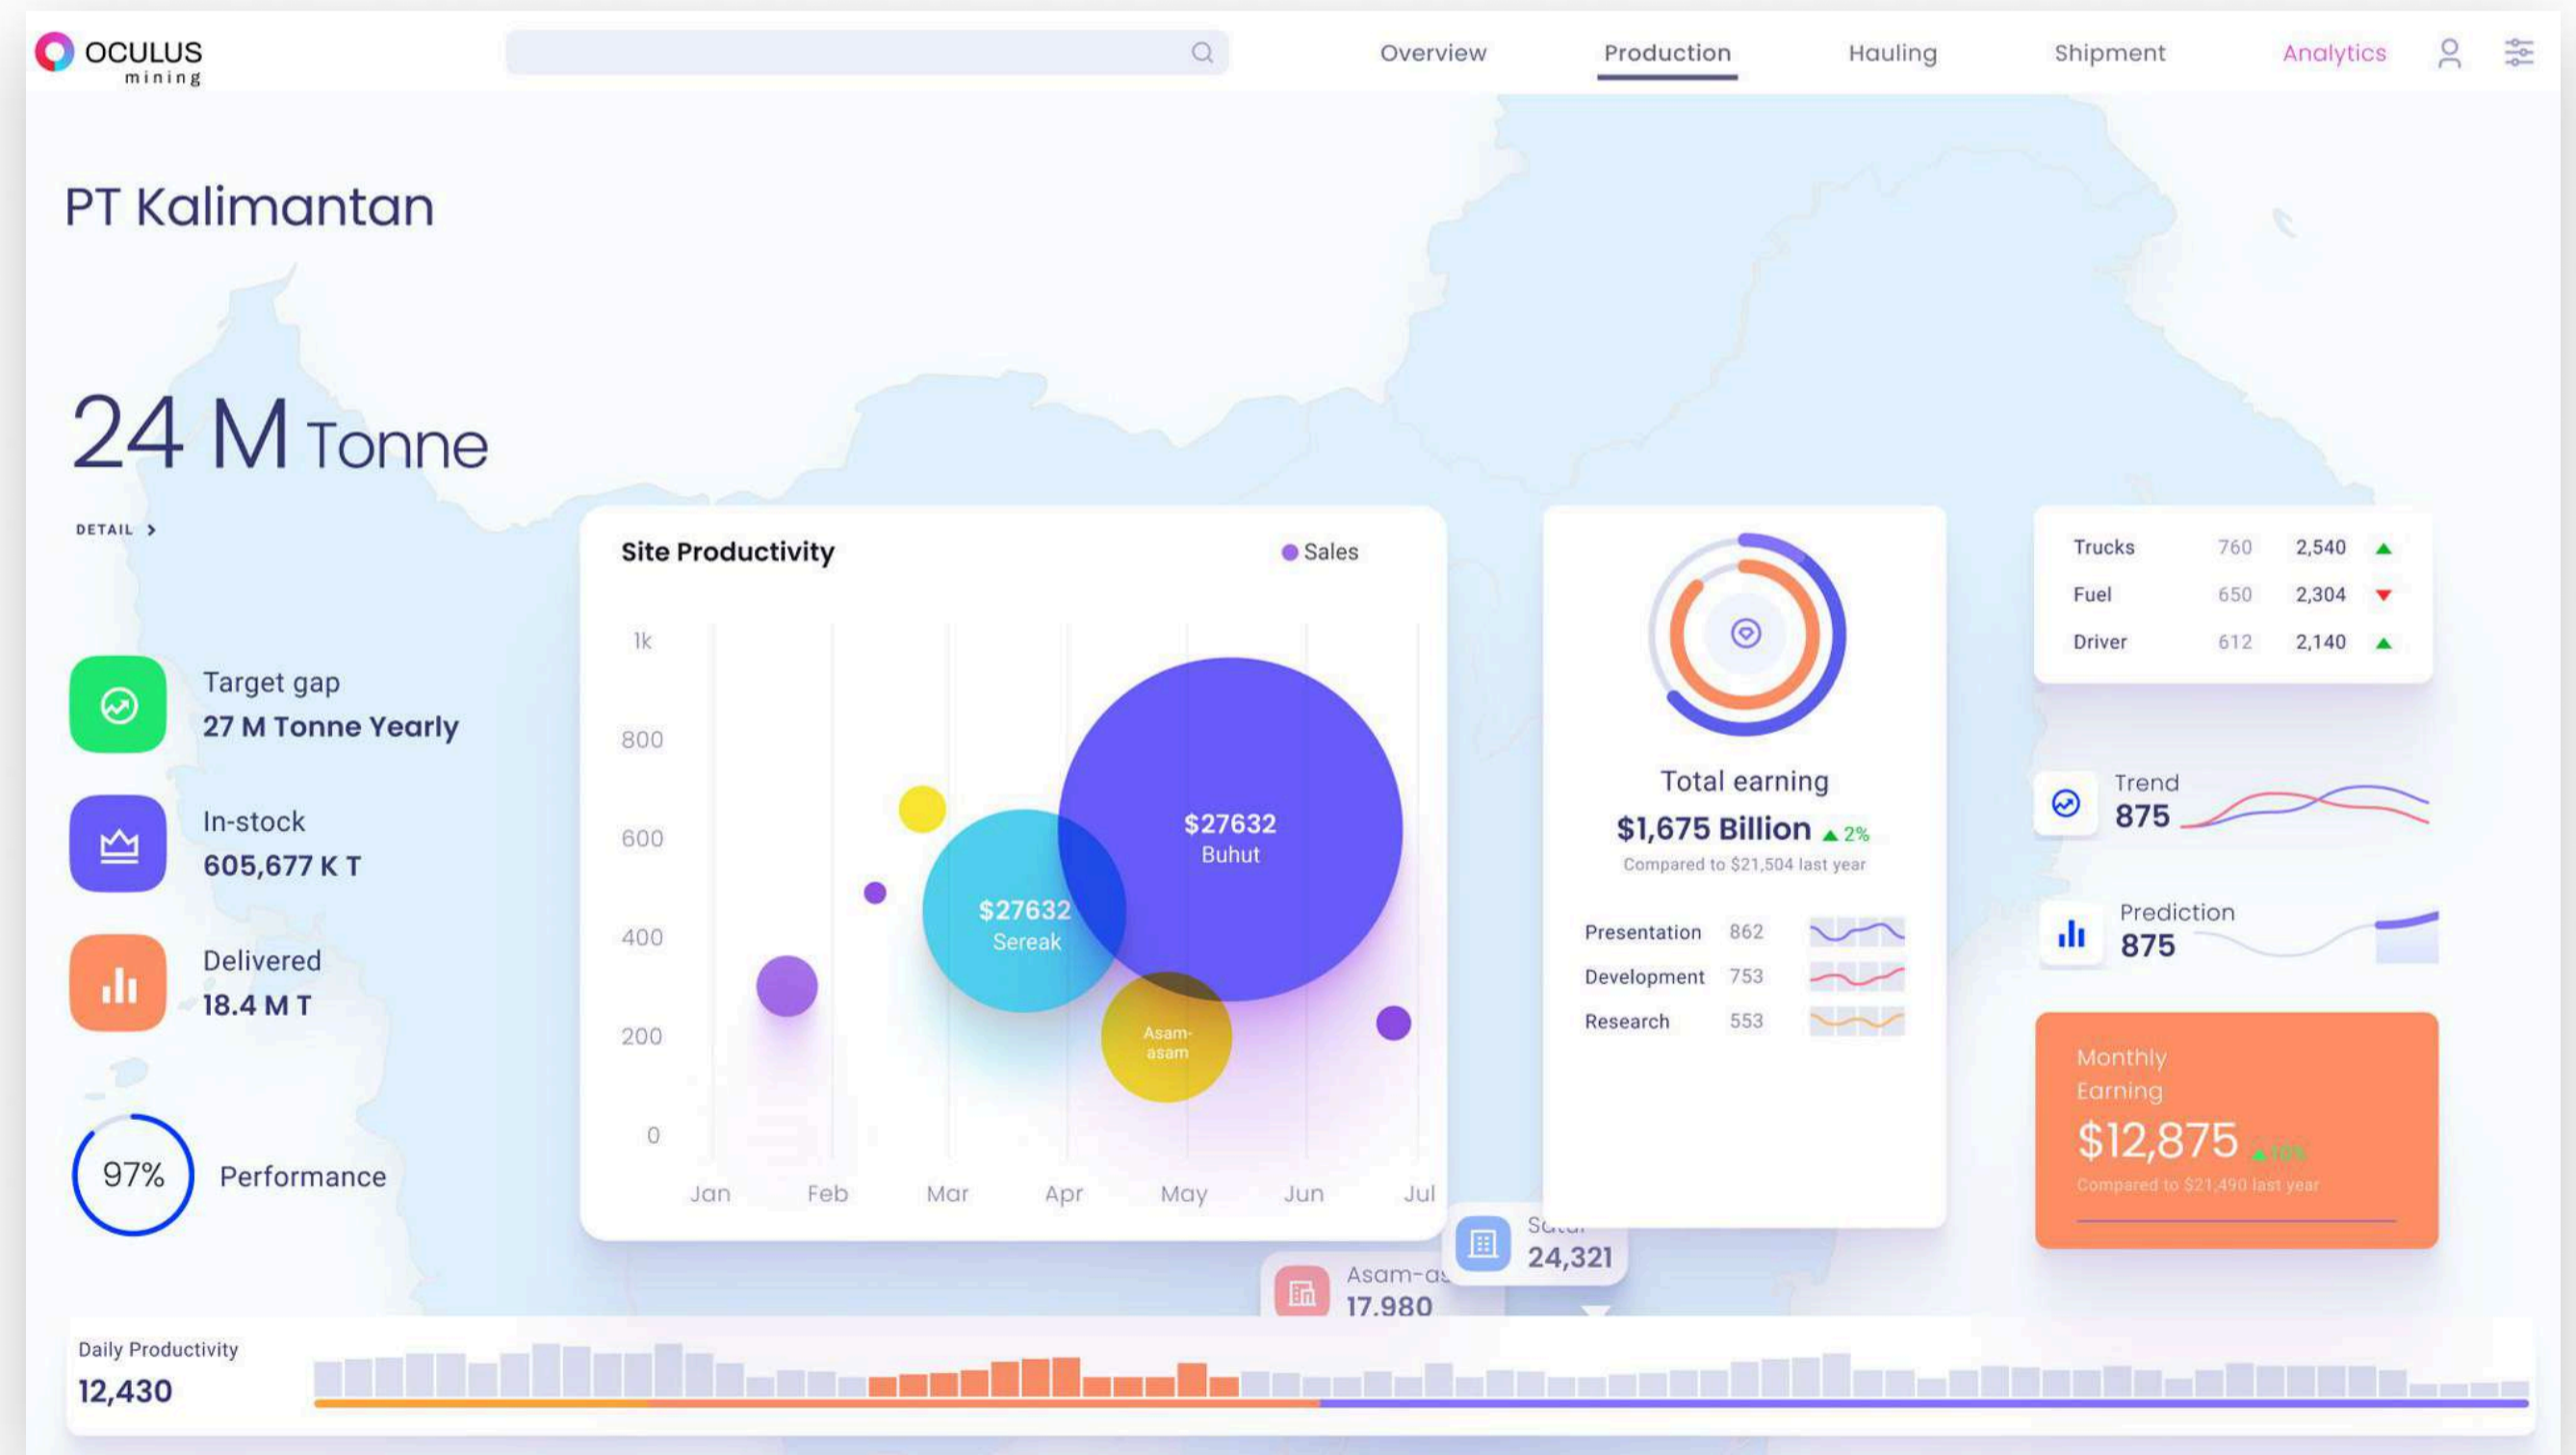 OCULUS
mining
Overview
Production
Hauling
Shipment
Analytics
PT Kalimantan
24 M Tonne
DETAIL >
Target gap
27 M Tonne Yearly
In-stock
605,677 K T
Delivered
18.4 M T
97%
Performance
Site Productivity
Sales
1k
800
600
400
200
0
Jan
Feb
Mar
Apr
May
Jun
Jul
$27632
Buhut
$27632
Sereak
Asam-
asam
Total earning
$1,675 Billion ▲ 2%
Compared to $21,504 last year
Presentation 862
Development 753
Research 553
Trucks 760 2,540 ▲
Fuel 650 2,304 ▼
Driver 612 2,140 ▲
Trend
875
Prediction
875
Monthly
Earning
$12,875 ▲10%
Compared to $21,490 last year
24,321
Asam-as
17.980
Daily Productivity
12,430